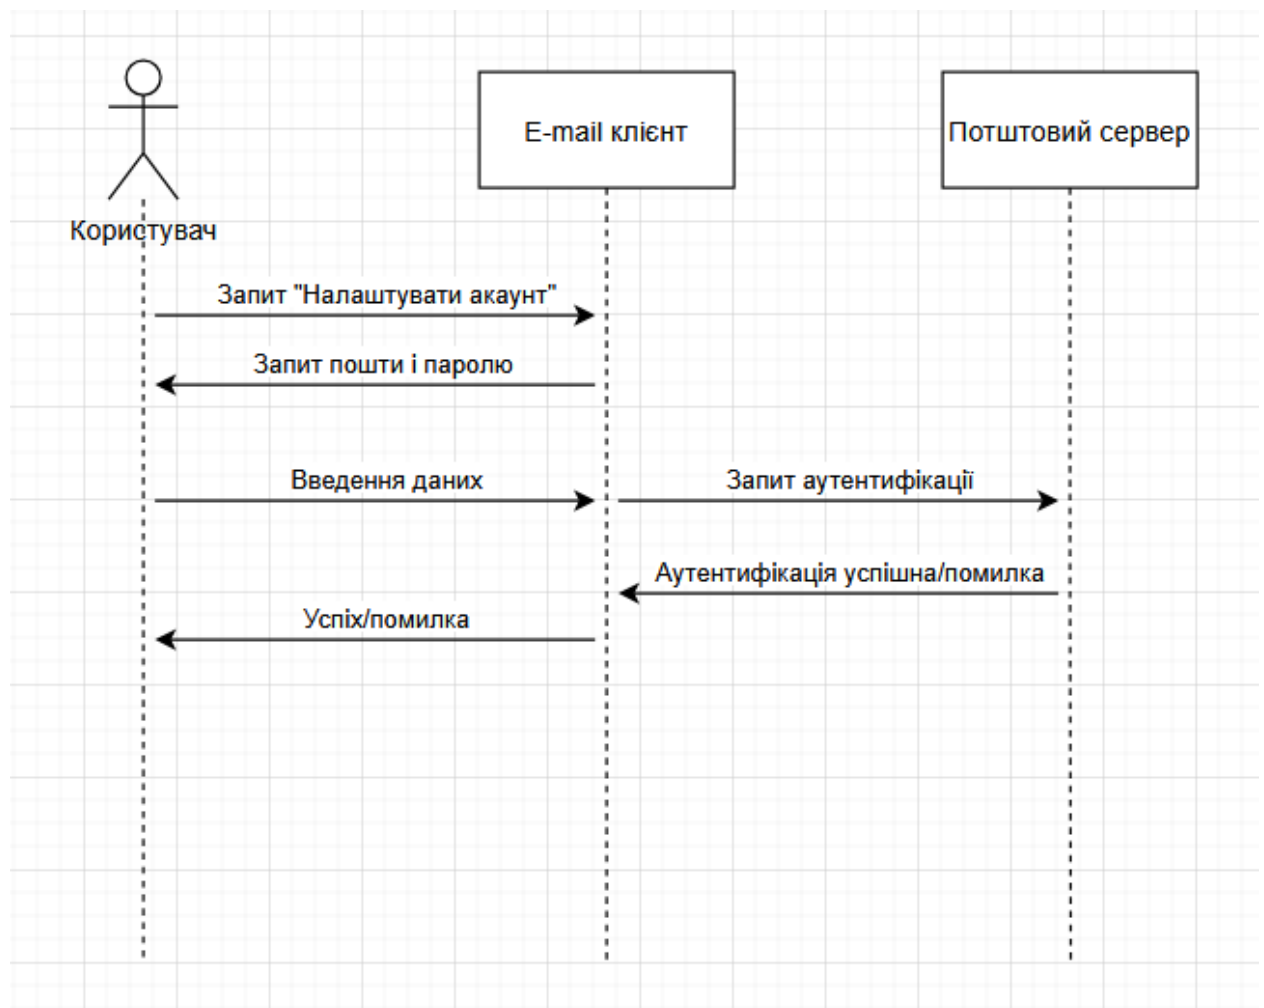 E-mail клієнт
Потштовий сервер
Користувач
Запит "Налаштувати акаунт"
Запит пошти і паролю
Введення даних
Запит аутентифікації
Аутентифікація успішна/помилка
Успіх/помилка